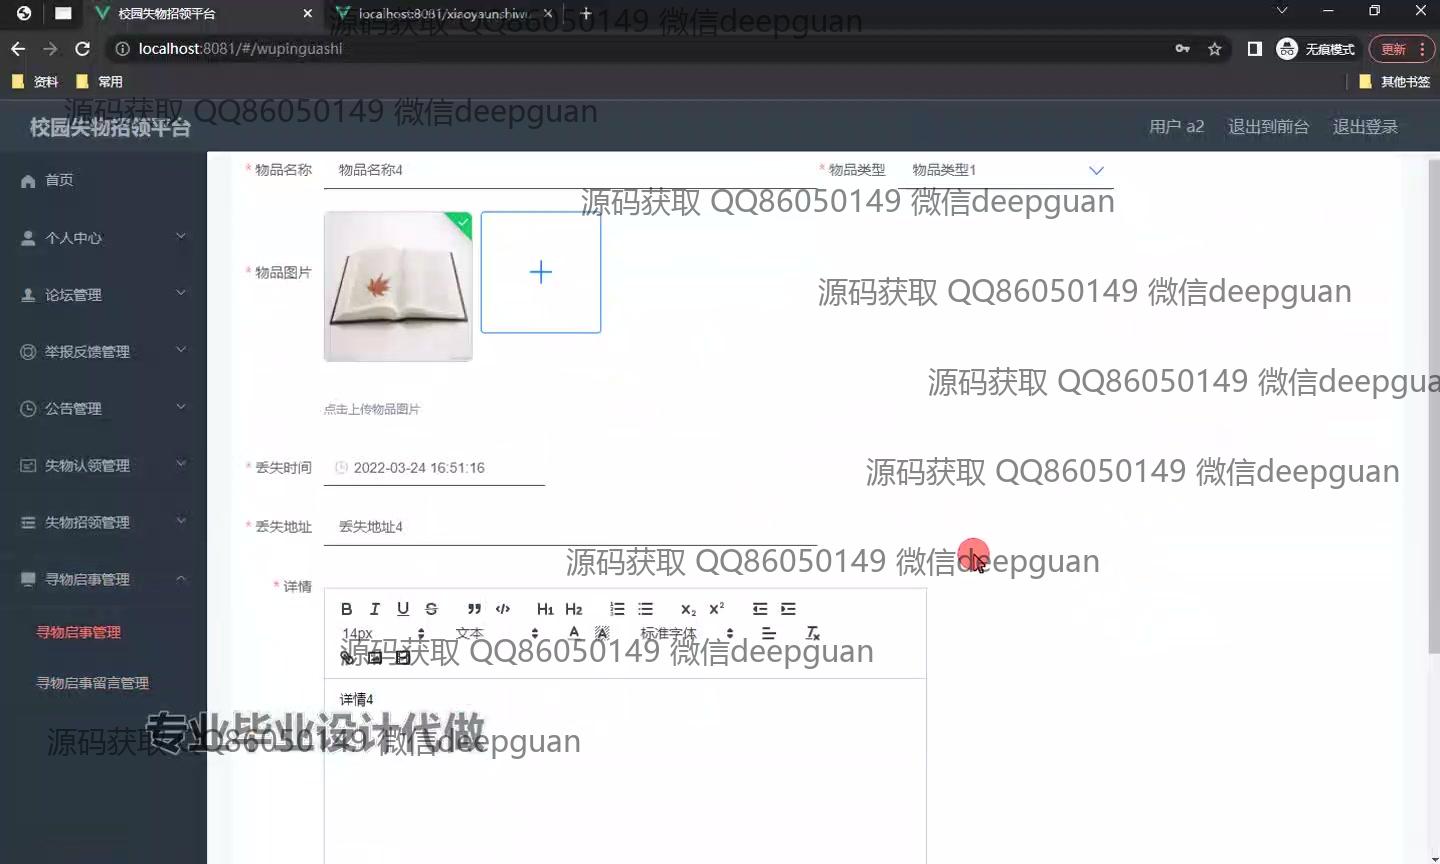 校园失物招领平台
localhost:8081/xiaoyaunshiwu
localhost:8081/#/wupinguashi
无痕模式
更新
资料
常用
其他书签
源码获取 QQ86050149 微信deepguan
源码获取 QQ86050149 微信deepguan
校园失物招领平台
用户 a2
退出到前台
退出登录
首页
个人中心
论坛管理
举报反馈管理
公告管理
失物认领管理
失物招领管理
寻物启事管理
寻物启事管理
寻物启事留言管理
* 物品名称 物品名称4
* 物品类型 物品类型1
源码获取 QQ86050149 微信deepguan
* 物品图片
源码获取 QQ86050149 微信deepguan
源码获取 QQ86050149 微信deepgua
点击上传物品图片
* 丢失时间 2022-03-24 16:51:16
源码获取 QQ86050149 微信deepguan
* 丢失地址 丢失地址4
源码获取 QQ86050149 微信deepguan
* 详情
B I U S H1 H2 X₂ X²
14px 文本 A A 标准字体
源码获取 QQ86050149 微信deepguan
详情4
专业毕业设计代做
源码获取 QQ86050149 微信deepguan